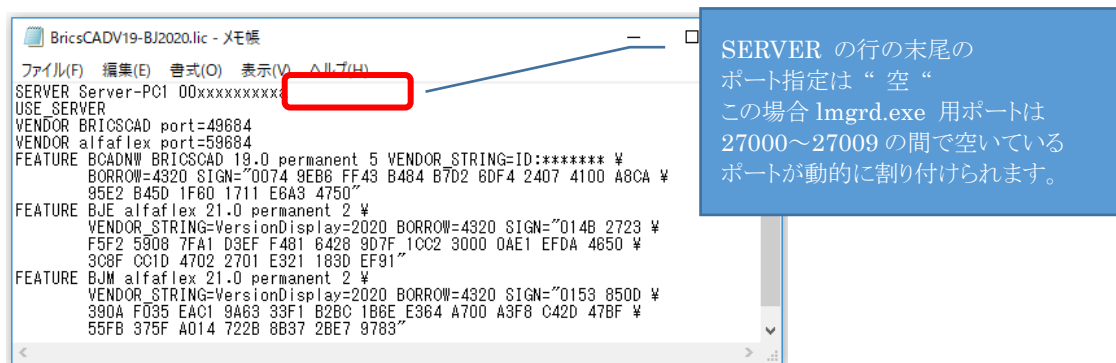 BricsCADV19-BJ2020.lic - メモ帳
ファイル(F) 編集(E) 書式(O) 表示(V) ヘルプ(H)
SERVER Server-PC1 00xxxxxxxxxx
USE_SERVER
VENDOR BRICSCAD port=49684
VENDOR alfaflex port=59684
FEATURE BCADNW BRICSCAD 19.0 permanent 5 VENDOR_STRING=ID:******* ¥
BORROW=4320 SIGN="0074 9EB6 FF43 B484 B7D2 6DF4 2407 4100 A8CA ¥
95E2 B45D 1F60 1711 E6A3 4750"
FEATURE BJE alfaflex 21.0 permanent 2 ¥
VENDOR_STRING=VersionDisplay=2020 BORROW=4320 SIGN="014B 2723 ¥
F5F2 5908 7FA1 D3EF F481 6428 9D7F 1CC2 3000 0AE1 EFDA 4650 ¥
3C8F CC1D 4702 2701 E321 183D EF91"
FEATURE BJM alfaflex 21.0 permanent 2 ¥
VENDOR_STRING=VersionDisplay=2020 BORROW=4320 SIGN="0153 850D ¥
390A F035 EAC1 9A63 33F1 B2BC 1B6E E364 A700 A3F8 C42D 47BF ¥
55FB 375F A014 722B 8B37 2BE7 9783"
SERVER の行の末尾の
ポート指定は “ 空 “
この場合 lmgrd.exe 用ポートは
27000～27009 の間で空いている
ポートが動的に割り付けられます。